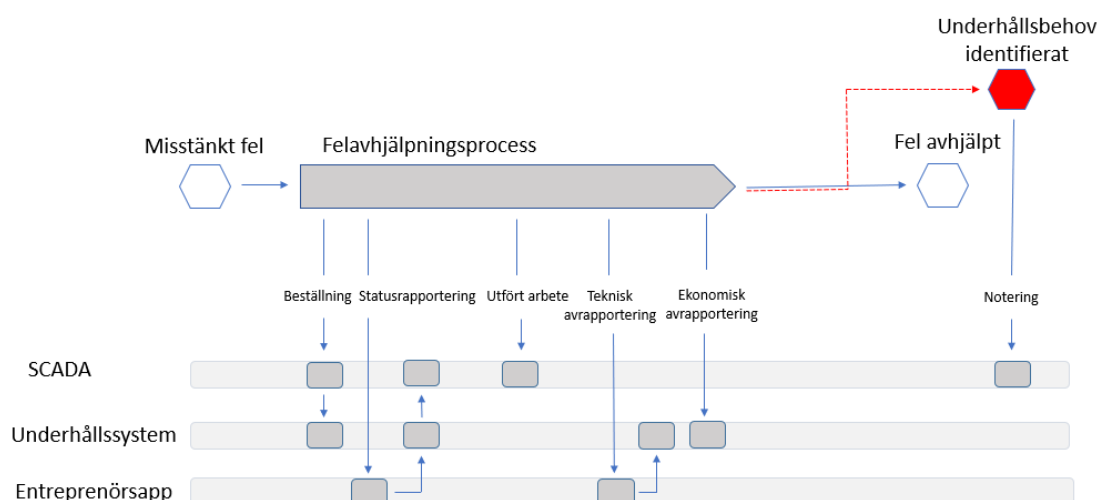 Underhållsbehov
identifierat
Misstänkt fel
Felavhjälpningsprocess
Fel avhjälpt
Beställning
Statusrapportering
Utfört arbete
Teknisk
avrapportering
Ekonomisk
avrapportering
Notering
SCADA
Underhållssystem
Entreprenörsapp